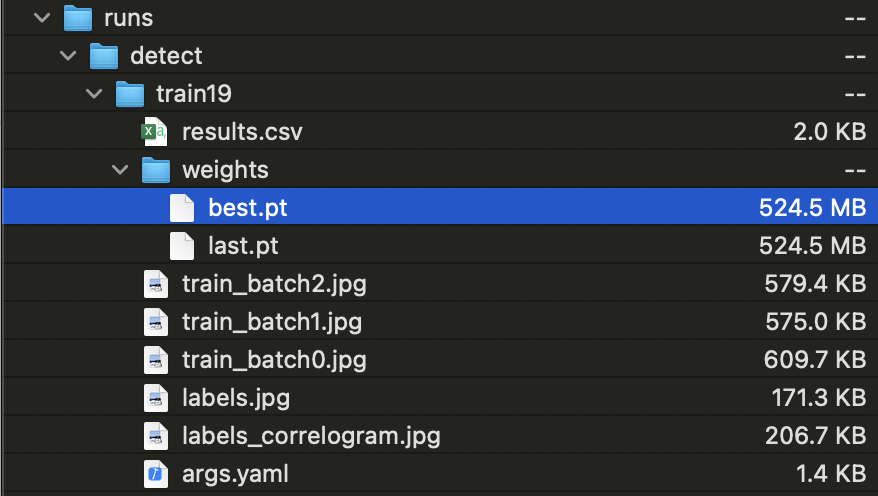 runs --
detect --
train19 --
results.csv 2.0 KB
weights --
best.pt 524.5 MB
last.pt 524.5 MB
train_batch2.jpg 579.4 KB
train_batch1.jpg 575.0 KB
train_batch0.jpg 609.7 KB
labels.jpg 171.3 KB
labels_correlogram.jpg 206.7 KB
args.yaml 1.4 KB